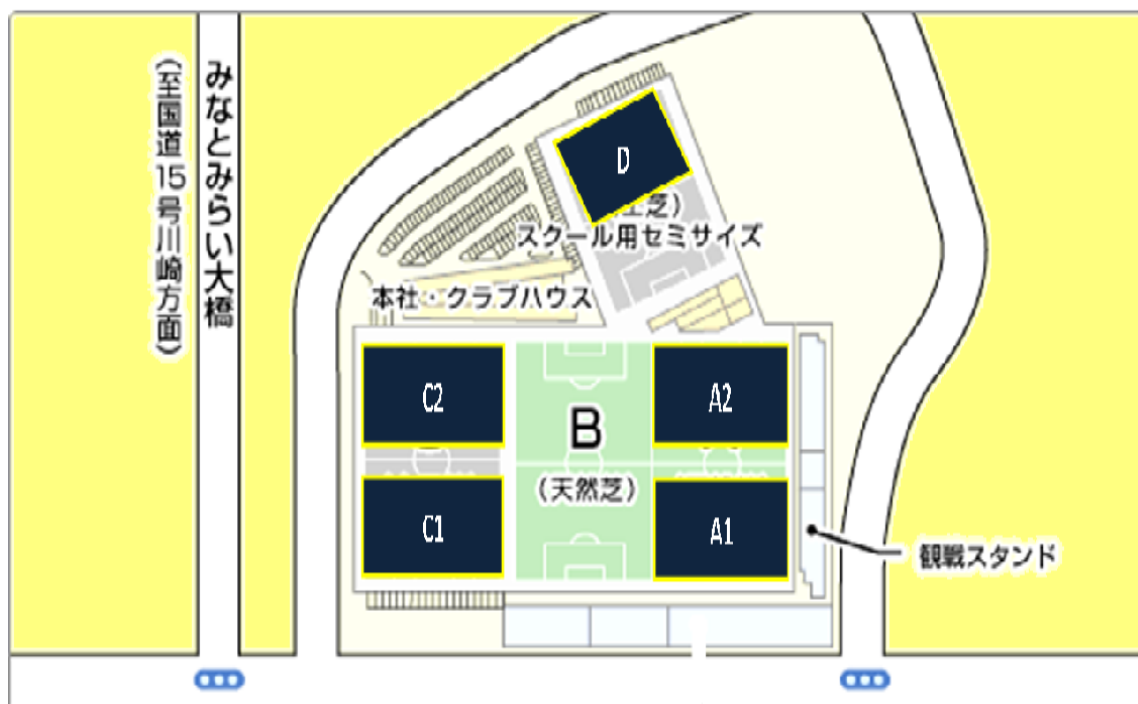 みなとみらい大橋
(至国道15号川崎方面)
D
スクール用セミサイズ
本社・クラブハウス
C2
B
A2
(天然芝)
C1
A1
観戦スタンド